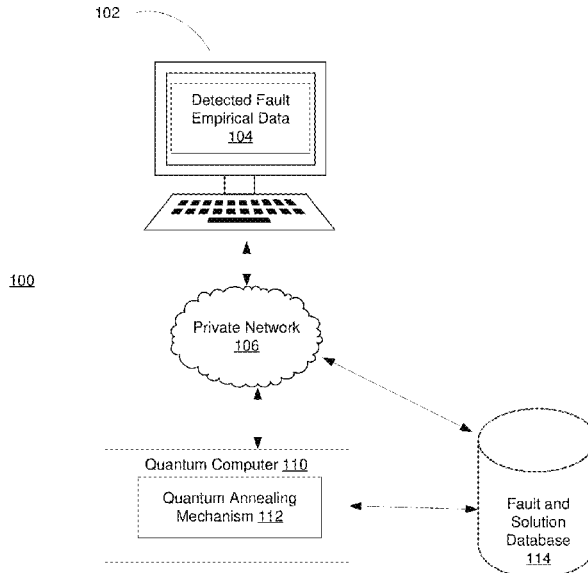 102
Detected Fault
Empirical Data
104
100
Private Network
106
Quantum Computer 110
Quantum Annealing
Mechanism 112
Fault and
Solution
Database
114